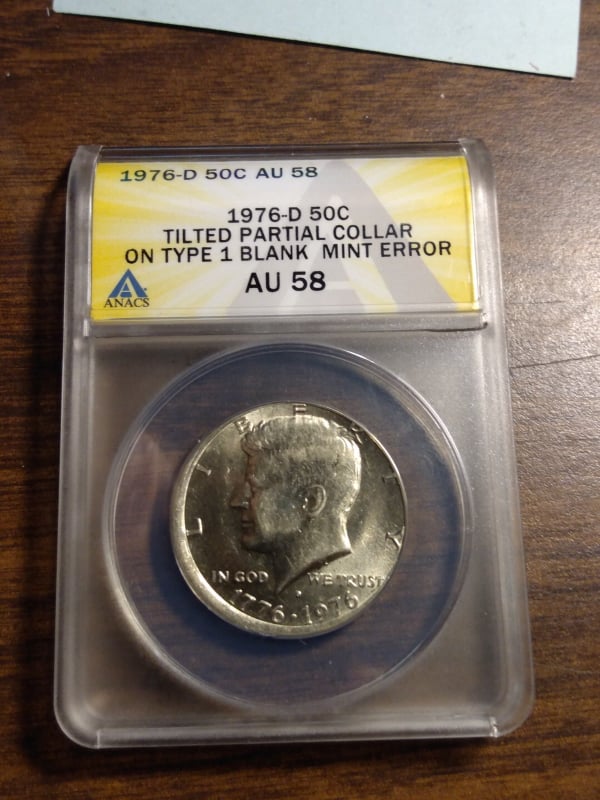 1976-D 50C AU 58
1976-D 50C
TILTED PARTIAL COLLAR
ON TYPE 1 BLANK MINT ERROR
AU 58
ANACS
LIBERTY
IN GOD WE TRUST
1776·1976